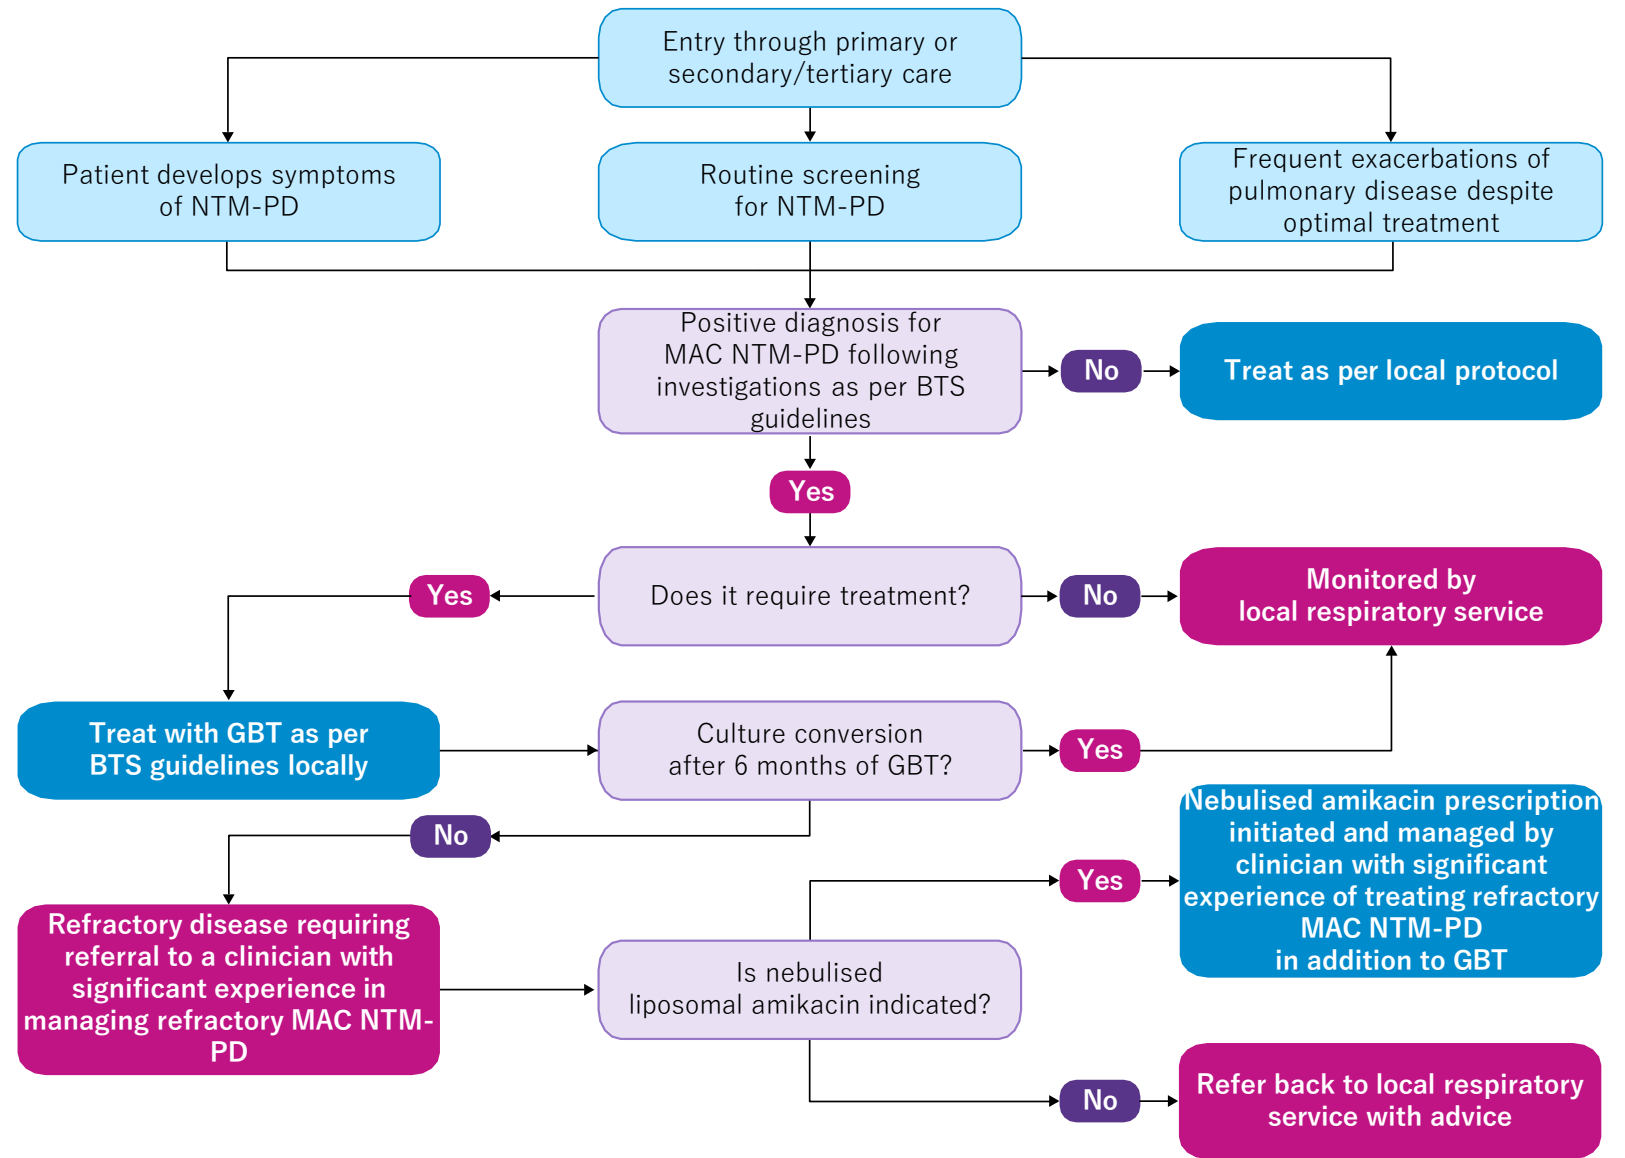 Entry through primary or
secondary/tertiary care
Patient develops symptoms
of NTM-PD
Routine screening
for NTM-PD
Frequent exacerbations of
pulmonary disease despite
optimal treatment
Positive diagnosis for
MAC NTM-PD following
investigations as per BTS
guidelines
No
Treat as per local protocol
Yes
Does it require treatment?
Yes
No
Monitored by
local respiratory service
Treat with GBT as per
BTS guidelines locally
Culture conversion
after 6 months of GBT?
Yes
No
Nebulised amikacin prescription
initiated and managed by
clinician with significant
experience of treating refractory
MAC NTM-PD
in addition to GBT
Yes
Refractory disease requiring
referral to a clinician with
significant experience in
managing refractory MAC NTM-
PD
Is nebulised
liposomal amikacin indicated?
No
Refer back to local respiratory
service with advice